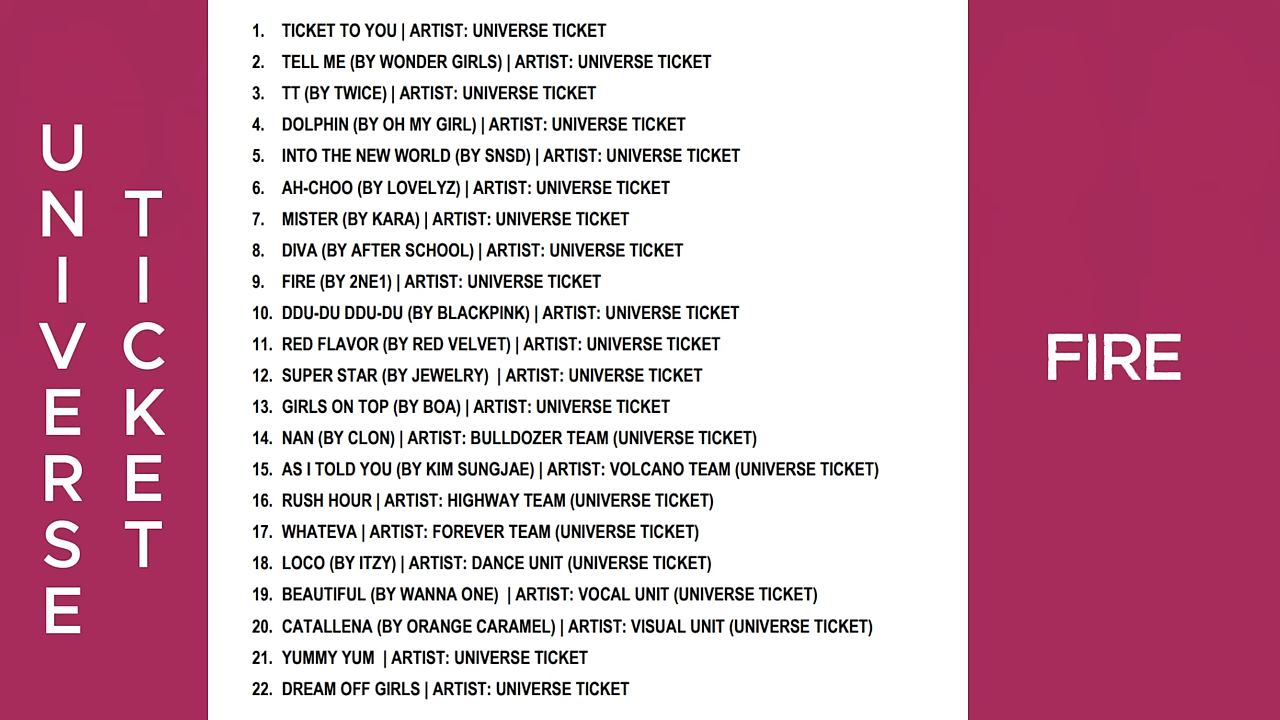 UNIVERSE
TICKET
1. TICKET TO YOU | ARTIST: UNIVERSE TICKET
2. TELL ME (BY WONDER GIRLS) | ARTIST: UNIVERSE TICKET
3. TT (BY TWICE) | ARTIST: UNIVERSE TICKET
4. DOLPHIN (BY OH MY GIRL) | ARTIST: UNIVERSE TICKET
5. INTO THE NEW WORLD (BY SNSD) | ARTIST: UNIVERSE TICKET
6. AH-CHOO (BY LOVELYZ) | ARTIST: UNIVERSE TICKET
7. MISTER (BY KARA) | ARTIST: UNIVERSE TICKET
8. DIVA (BY AFTER SCHOOL) | ARTIST: UNIVERSE TICKET
9. FIRE (BY 2NE1) | ARTIST: UNIVERSE TICKET
10. DDU-DU DDU-DU (BY BLACKPINK) | ARTIST: UNIVERSE TICKET
11. RED FLAVOR (BY RED VELVET) | ARTIST: UNIVERSE TICKET
12. SUPER STAR (BY JEWELRY) | ARTIST: UNIVERSE TICKET
13. GIRLS ON TOP (BY BOA) | ARTIST: UNIVERSE TICKET
14. NAN (BY CLON) | ARTIST: BULLDOZER TEAM (UNIVERSE TICKET)
15. AS I TOLD YOU (BY KIM SUNGJAE) | ARTIST: VOLCANO TEAM (UNIVERSE TICKET)
16. RUSH HOUR | ARTIST: HIGHWAY TEAM (UNIVERSE TICKET)
17. WHATEVA | ARTIST: FOREVER TEAM (UNIVERSE TICKET)
18. LOCO (BY ITZY) | ARTIST: DANCE UNIT (UNIVERSE TICKET)
19. BEAUTIFUL (BY WANNA ONE) | ARTIST: VOCAL UNIT (UNIVERSE TICKET)
20. CATALLENA (BY ORANGE CARAMEL) | ARTIST: VISUAL UNIT (UNIVERSE TICKET)
21. YUMMY YUM | ARTIST: UNIVERSE TICKET
22. DREAM OFF GIRLS | ARTIST: UNIVERSE TICKET
FIRE